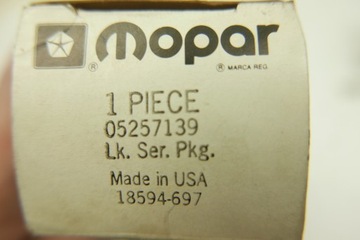 mopar
® ® MARCA REG.
1 PIECE
05257139
Lk. Ser. Pkg.
Made in USA
18594-697